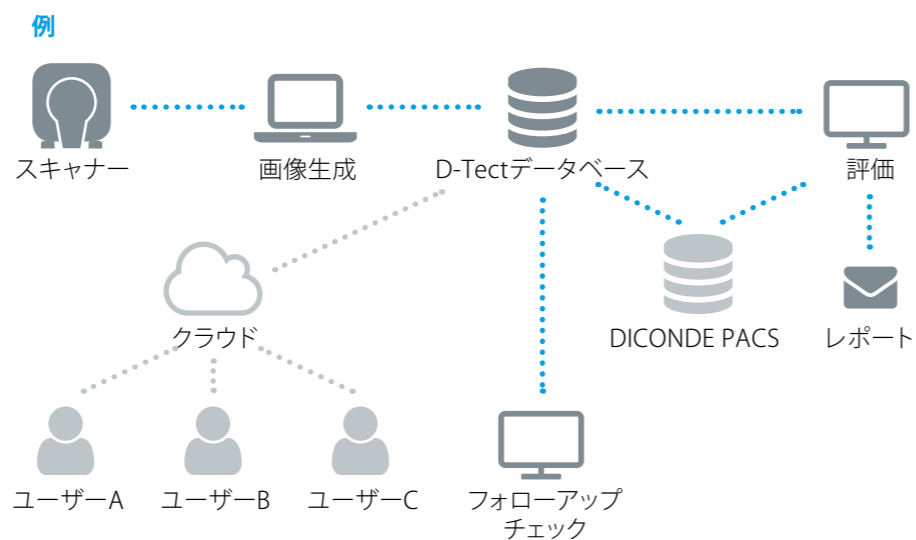 例
スキャナー
画像生成
D-Tectデータベース
評価
クラウド
DICONDE PACS
レポート
ユーザーA
ユーザーB
ユーザーC
フォローアップ
チェック